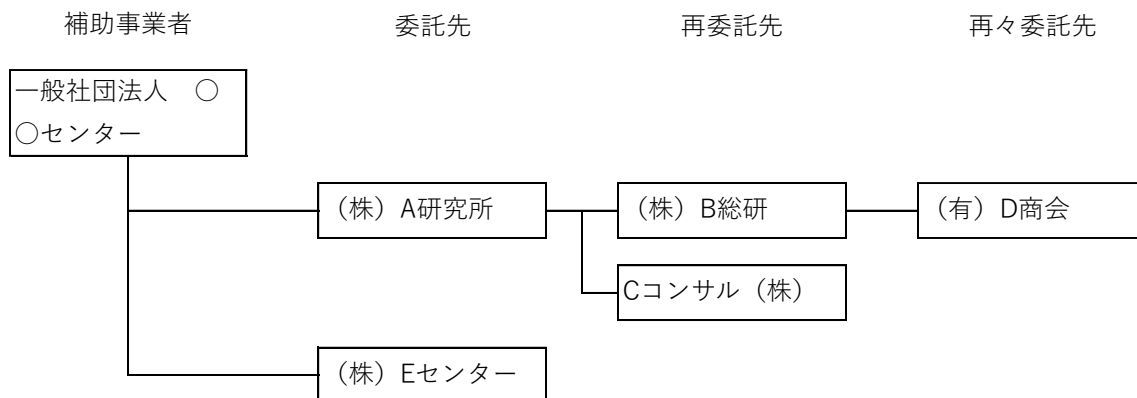 補助事業者 委託先 再委託先 再々委託先
一般社団法人　○
○センター
（株）A研究所 （株）B総研 （有）D商会
Cコンサル（株）
（株）Eセンター